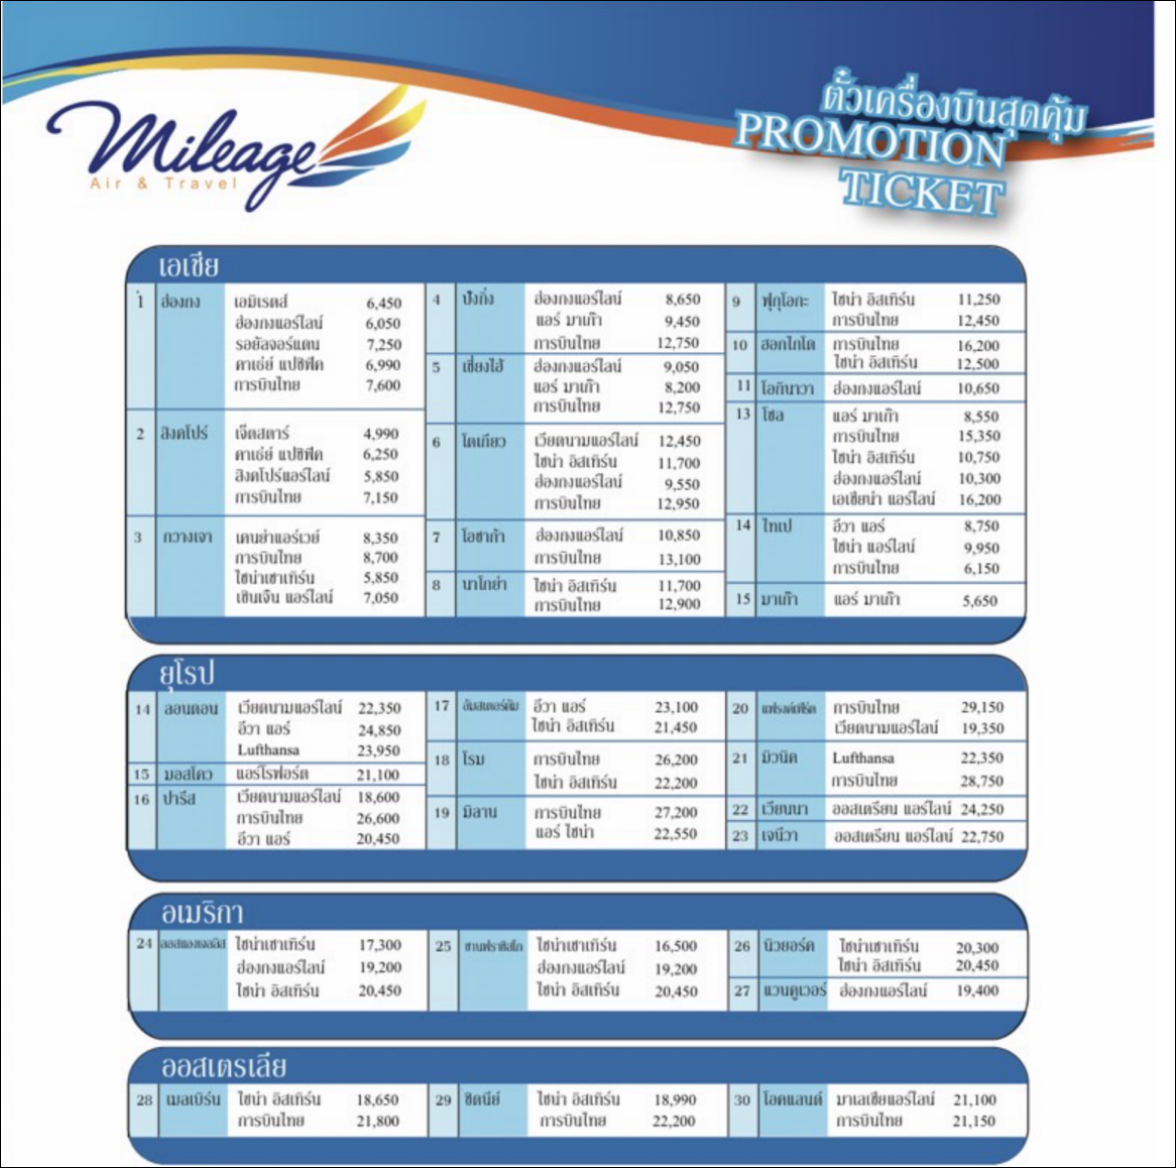 Mileage
Air & Travel
ตั๋วเครื่องบินสุดคุ้ม
PROMOTION
TICKET
เอเชีย
1 ฮ่องกง เอมิเรตส์ 6,450
ฮ่องกงแอร์ไลน์ 6,050
รอยัลจอร์แดน 7,250
คาเธ่ย์ แปซิฟิค 6,990
การบินไทย 7,600
2 สิงคโปร์ เจ็ตสตาร์ 4,990
คาเธ่ย์ แปซิฟิค 6,250
สิงคโปร์แอร์ไลน์ 5,850
การบินไทย 7,150
3 กวางเจา เคนย่าแอร์เวย์ 8,350
การบินไทย 8,700
ไชน่าเซาเทิร์น 5,850
เซินเจิ้น แอร์ไลน์ 7,050
4 ปักกิ่ง ฮ่องกงแอร์ไลน์ 8,650
แอร์ มาเก๊า 9,450
การบินไทย 12,750
5 เซี่ยงไฮ้ ฮ่องกงแอร์ไลน์ 9,050
แอร์ มาเก๊า 8,200
การบินไทย 12,750
6 โตเกียว เวียดนามแอร์ไลน์ 12,450
ไชน่า อิสเทิร์น 11,700
ฮ่องกงแอร์ไลน์ 9,550
การบินไทย 12,950
7 โอซาก้า ฮ่องกงแอร์ไลน์ 10,850
การบินไทย 13,100
8 นาโกย่า ไชน่า อิสเทิร์น 11,700
การบินไทย 12,900
9 ฟุกุโอกะ ไชน่า อิสเทิร์น 11,250
การบินไทย 12,450
10 ฮอกไกโด การบินไทย 16,200
ไชน่า อิสเทิร์น 12,500
11 โอกินาวา ฮ่องกงแอร์ไลน์ 10,650
13 โซล แอร์ มาเก๊า 8,550
การบินไทย 15,350
ไชน่า อิสเทิร์น 10,750
ฮ่องกงแอร์ไลน์ 10,300
เอเชียน่า แอร์ไลน์ 16,200
14 ไทเป อีวา แอร์ 8,750
ไชน่า แอร์ไลน์ 9,950
การบินไทย 6,150
15 มาเก๊า แอร์ มาเก๊า 5,650
ยุโรป
14 ลอนดอน เวียดนามแอร์ไลน์ 22,350
อีวา แอร์ 24,850
Lufthansa 23,950
15 มอสโคว แอร์โรฟอร์ต 21,100
16 ปารีส เวียดนามแอร์ไลน์ 18,600
การบินไทย 26,600
อีวา แอร์ 20,450
17 อัมสเตอร์ดัม อีวา แอร์ 23,100
ไชน่า อิสเทิร์น 21,450
18 โรม การบินไทย 26,200
ไชน่า อิสเทิร์น 22,200
19 มิลาน การบินไทย 27,200
แอร์ ไชน่า 22,550
20 แฟรงค์เฟิร์ต การบินไทย 29,150
เวียดนามแอร์ไลน์ 19,350
21 มิวนิค Lufthansa 22,350
การบินไทย 28,750
22 เวียนนา ออสเตรียน แอร์ไลน์ 24,250
23 เจนีวา ออสเตรียน แอร์ไลน์ 22,750
อเมริกา
24 ลอสแองเจลลิส ไชน่าเซาเทิร์น 17,300
ฮ่องกงแอร์ไลน์ 19,200
ไชน่า อิสเทิร์น 20,450
25 ซานฟรานซิสโก ไชน่าเซาเทิร์น 16,500
ฮ่องกงแอร์ไลน์ 19,200
ไชน่า อิสเทิร์น 20,450
26 นิวยอร์ค ไชน่าเซาเทิร์น 20,300
ไชน่า อิสเทิร์น 20,450
27 แวนคูเวอร์ ฮ่องกงแอร์ไลน์ 19,400
ออสเตรเลีย
28 เมลเบิร์น ไชน่า อิสเทิร์น 18,650
การบินไทย 21,800
29 ซิดนีย์ ไชน่า อิสเทิร์น 18,990
การบินไทย 22,200
30 โอคแลนด์ มาเลเซียแอร์ไลน์ 21,100
การบินไทย 21,150